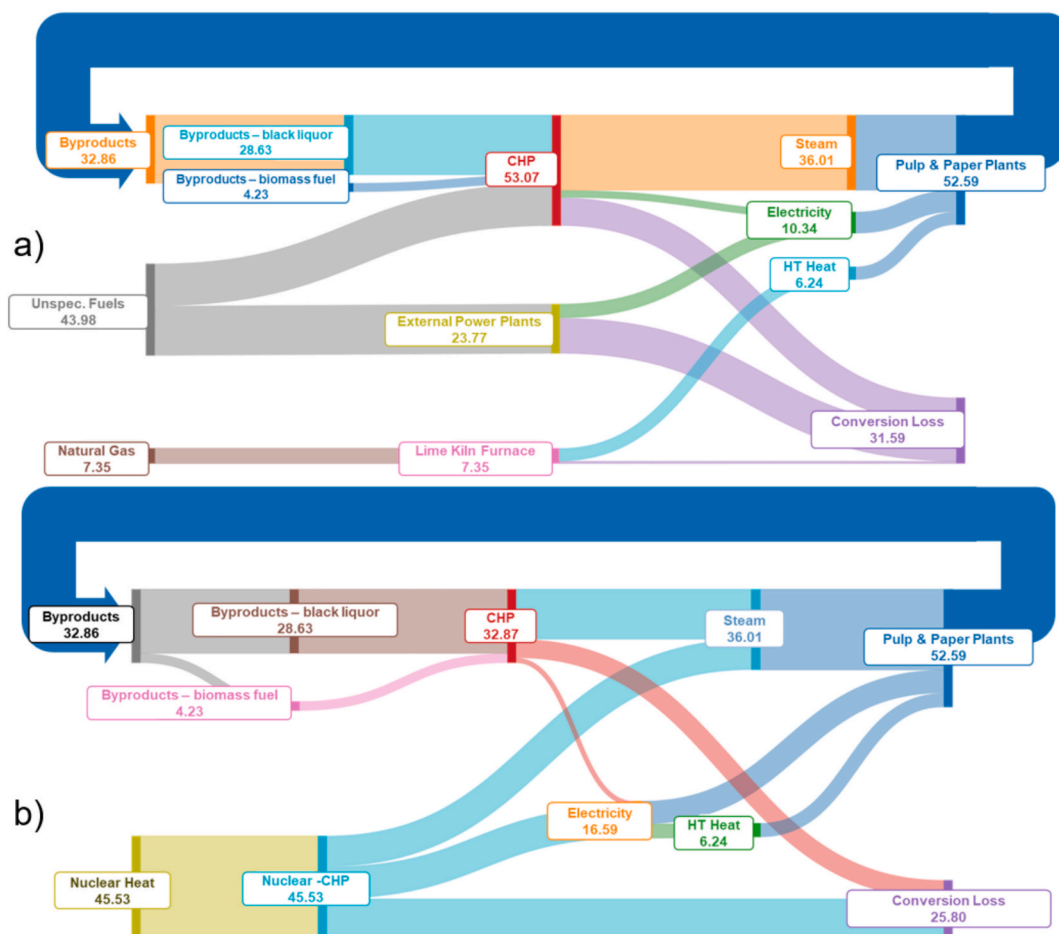 Byproducts
32.86
Byproducts – black liquor
28.63
Byproducts – biomass fuel
4.23
CHP
53.07
Steam
36.01
Pulp & Paper Plants
52.59
Electricity
10.34
a)
HT Heat
6.24
Unspec. Fuels
43.98
External Power Plants
23.77
Conversion Loss
31.59
Natural Gas
7.35
Lime Kiln Furnace
7.35
Byproducts
32.86
Byproducts – black liquor
28.63
CHP
32.87
Steam
36.01
Pulp & Paper Plants
52.59
Byproducts – biomass fuel
4.23
b)
Electricity
16.59
HT Heat
6.24
Nuclear Heat
45.53
Nuclear -CHP
45.53
Conversion Loss
25.80